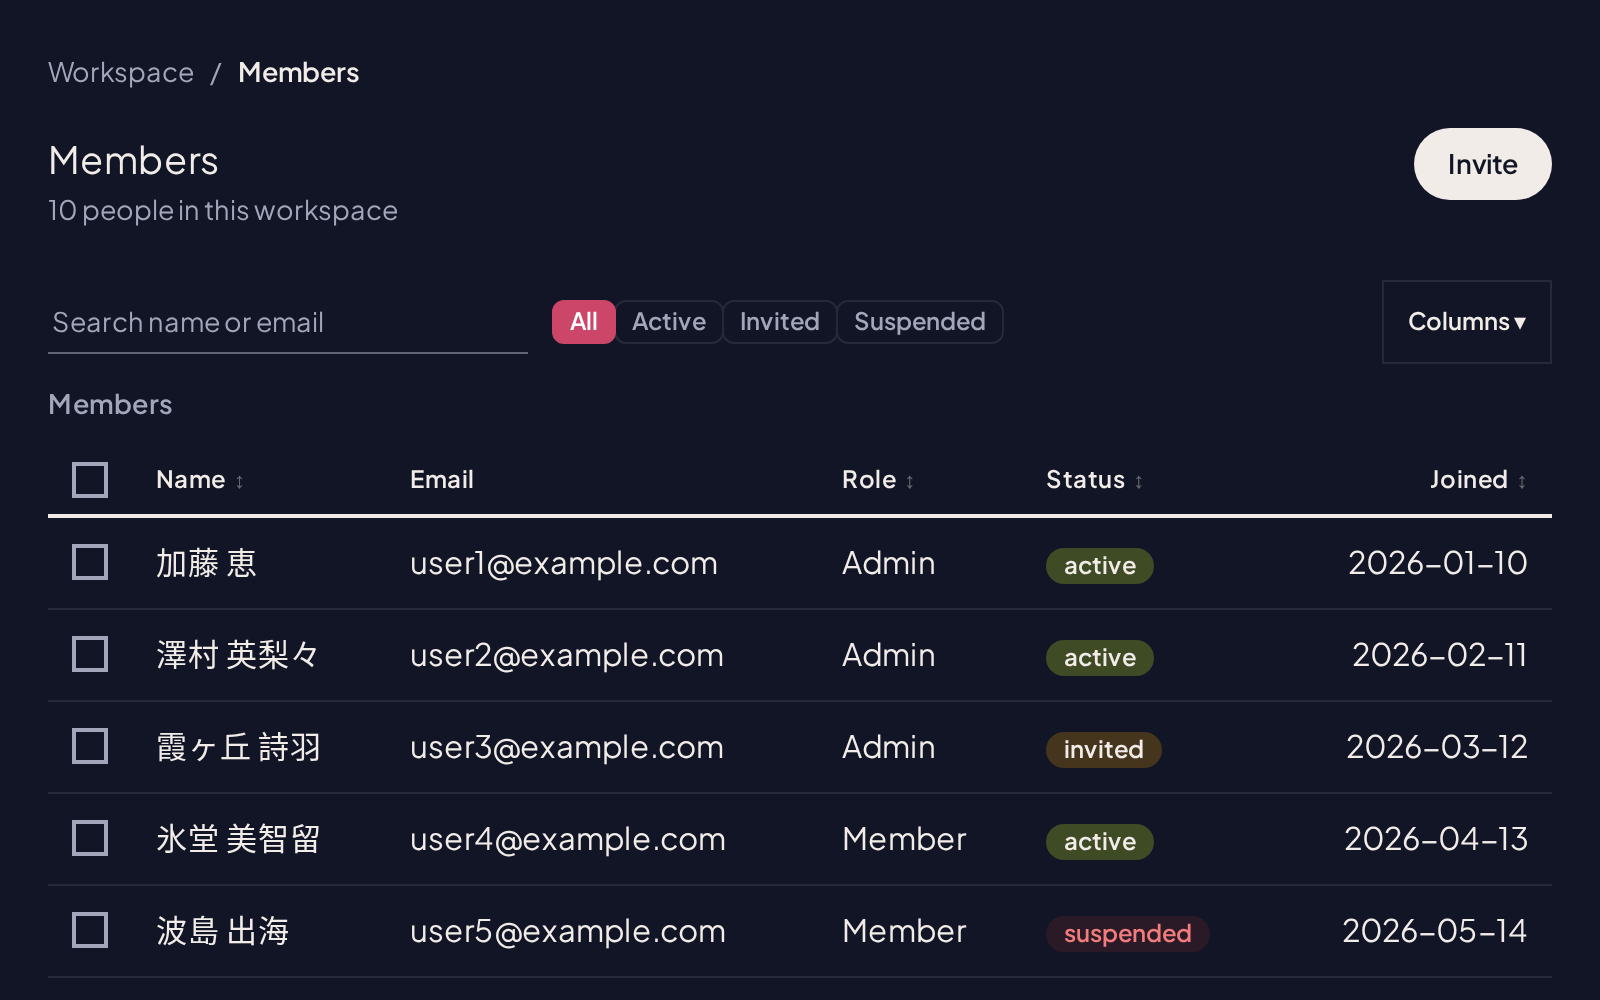 Workspace / Members
Members
Invite
10 people in this workspace
Search name or email
All Active Invited Suspended
Columns ▾
Members
Name ↕ Email Role ↕ Status ↕ Joined ↕
加藤 恵 user1@example.com Admin active 2026-01-10
澤村 英梨々 user2@example.com Admin active 2026-02-11
霞ヶ丘 詩羽 user3@example.com Admin invited 2026-03-12
氷堂 美智留 user4@example.com Member active 2026-04-13
波島 出海 user5@example.com Member suspended 2026-05-14